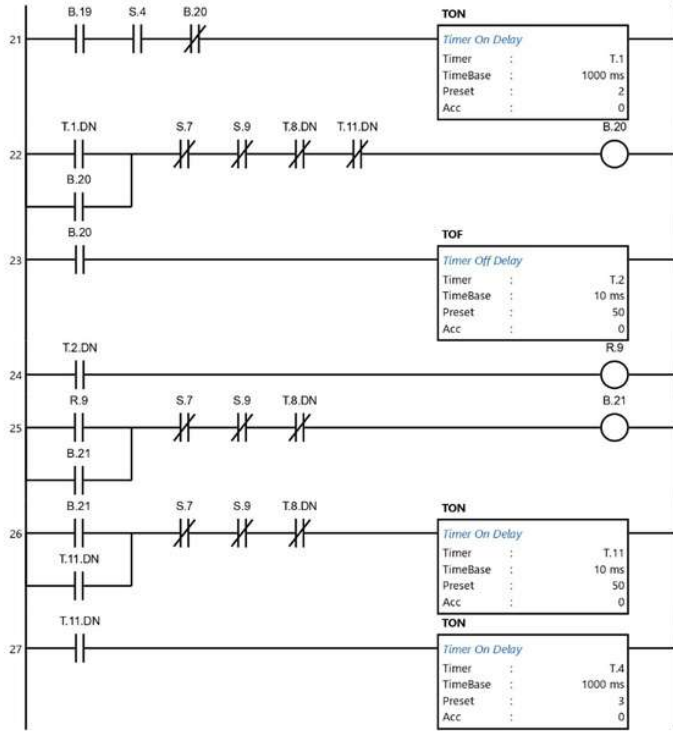 B.19 S.4 B.20
TON
21
Timer On Delay
Timer : T.1
TimeBase : 1000 ms
Preset : 2
Acc : 0
T.1.DN S.7 S.9 T.8.DN T.11.DN B.20
22
B.20
B.20
TOF
23
Timer Off Delay
Timer : T.2
TimeBase : 10 ms
Preset : 50
Acc : 0
T.2.DN R.9
24
R.9 S.7 S.9 T.8.DN B.21
25
B.21
B.21 S.7 S.9 T.8.DN
TON
26
Timer On Delay
T.11.DN
Timer : T.11
TimeBase : 10 ms
Preset : 50
Acc : 0
T.11.DN
TON
27
Timer On Delay
Timer : T.4
TimeBase : 1000 ms
Preset : 3
Acc : 0